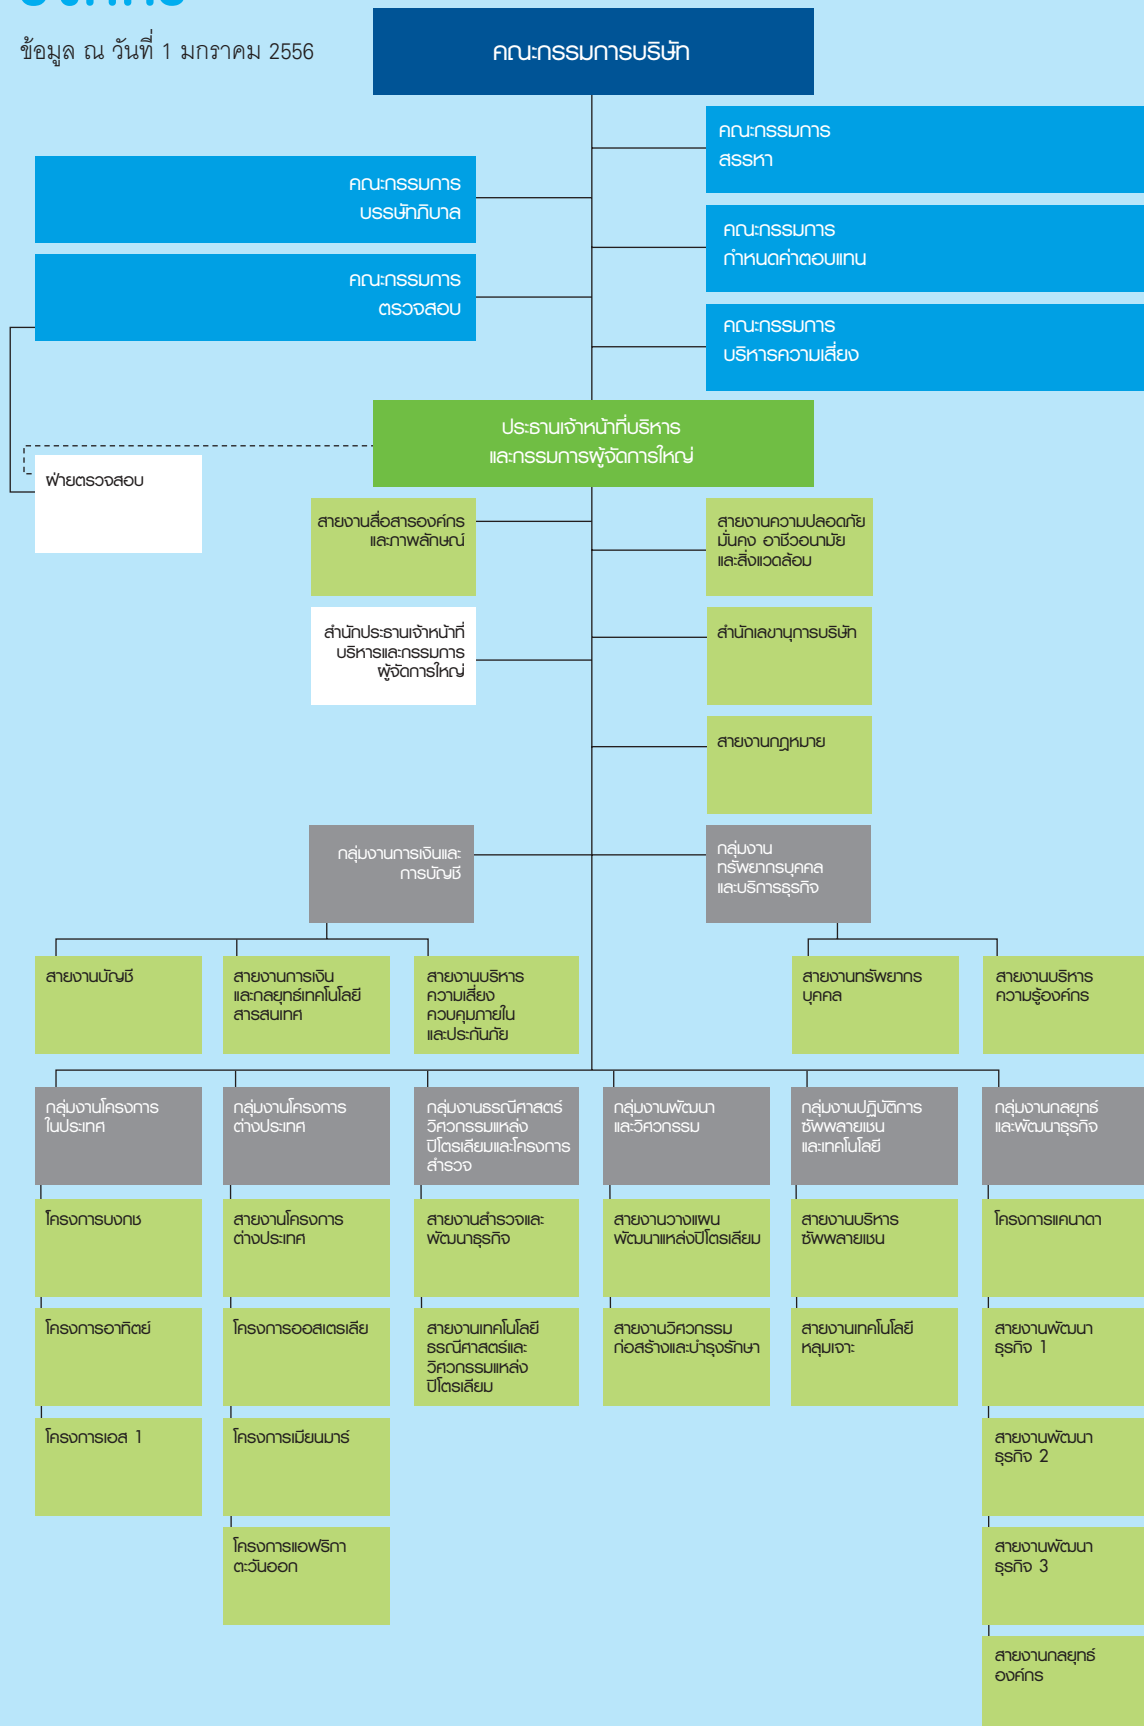 ข้อมูล ณ วันที่ 1 มกราคม 2556
คณะกรรมการบริษัท
คณะกรรมการ
สรรหา
คณะกรรมการ
บรรษัทภิบาล
คณะกรรมการ
กำหนดค่าตอบแทน
คณะกรรมการ
ตรวจสอบ
คณะกรรมการ
บริหารความเสี่ยง
ประธานเจ้าหน้าที่บริหาร
และกรรมการผู้จัดการใหญ่
ฝ่ายตรวจสอบ
สายงานสื่อสารองค์กร
และภาพลักษณ์
สายงานความปลอดภัย
มั่นคง อาชีวอนามัย
และสิ่งแวดล้อม
สำนักประธานเจ้าหน้าที่
บริหารและกรรมการ
ผู้จัดการใหญ่
สำนักเลขานุการบริษัท
สายงานกฎหมาย
กลุ่มงานการเงินและ
การบัญชี
กลุ่มงาน
ทรัพยากรบุคคล
และบริการธุรกิจ
สายงานบัญชี
สายงานการเงิน
และกลยุทธ์เทคโนโลยี
สารสนเทศ
สายงานบริหาร
ความเสี่ยง
ควบคุมภายใน
และประกันภัย
สายงานทรัพยากร
บุคคล
สายงานบริหาร
ความรู้องค์กร
กลุ่มงานโครงการ
ในประเทศ
กลุ่มงานโครงการ
ต่างประเทศ
กลุ่มงานธรณีศาสตร์
วิศวกรรมแหล่ง
ปิโตรเลียมและโครงการ
สำรวจ
กลุ่มงานพัฒนา
และวิศวกรรม
กลุ่มงานปฏิบัติการ
ซัพพลายเชน
และเทคโนโลยี
กลุ่มงานกลยุทธ์
และพัฒนาธุรกิจ
โครงการบงกช
สายงานโครงการ
ต่างประเทศ
สายงานสำรวจและ
พัฒนาธุรกิจ
สายงานวางแผน
พัฒนาแหล่งปิโตรเลียม
สายงานบริหาร
ซัพพลายเชน
โครงการแคนาดา
โครงการอาทิตย์
โครงการออสเตรเลีย
สายงานเทคโนโลยี
ธรณีศาสตร์และ
วิศวกรรมแหล่ง
ปิโตรเลียม
สายงานวิศวกรรม
ก่อสร้างและบำรุงรักษา
สายงานเทคโนโลยี
หลุมเจาะ
สายงานพัฒนา
ธุรกิจ 1
โครงการเอส 1
โครงการเมียนมาร์
สายงานพัฒนา
ธุรกิจ 2
โครงการแอฟริกา
ตะวันออก
สายงานพัฒนา
ธุรกิจ 3
สายงานกลยุทธ์
องค์กร